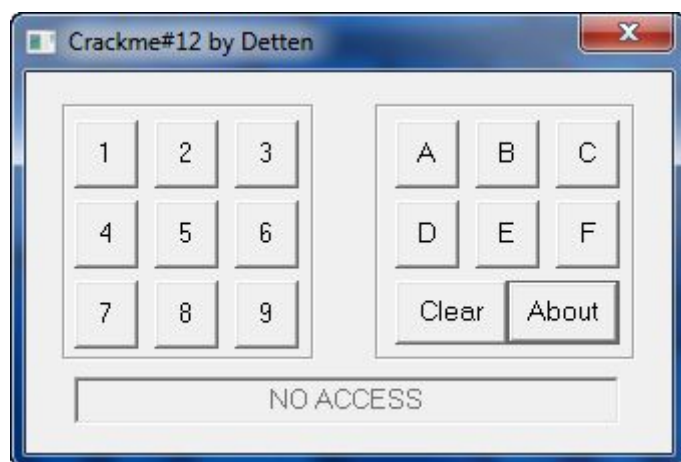 Crackme#12 by Detten
1 2 3 A B C
4 5 6 D E F
7 8 9 Clear About
NO ACCESS